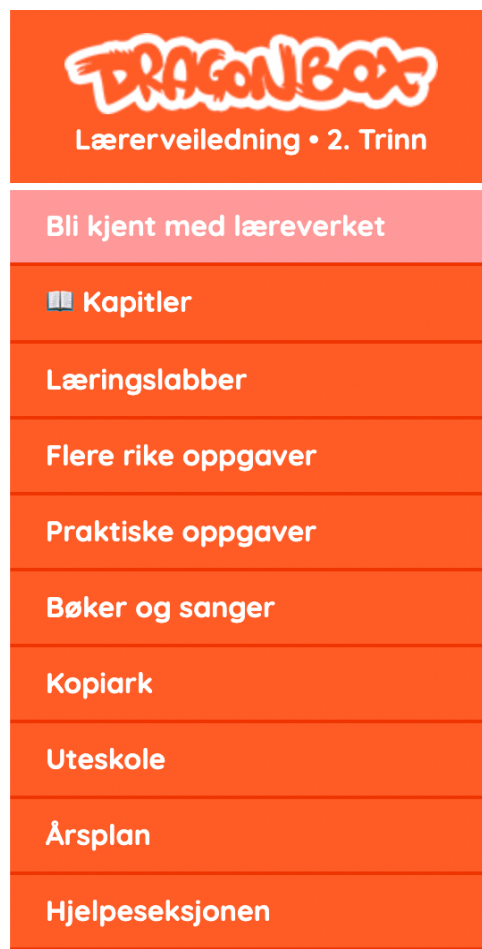 DRAGONBOX
Lærerveiledning • 2. Trinn
Bli kjent med læreverket
📖 Kapitler
Læringslabber
Flere rike oppgaver
Praktiske oppgaver
Bøker og sanger
Kopiark
Uteskole
Årsplan
Hjelpeseksjonen